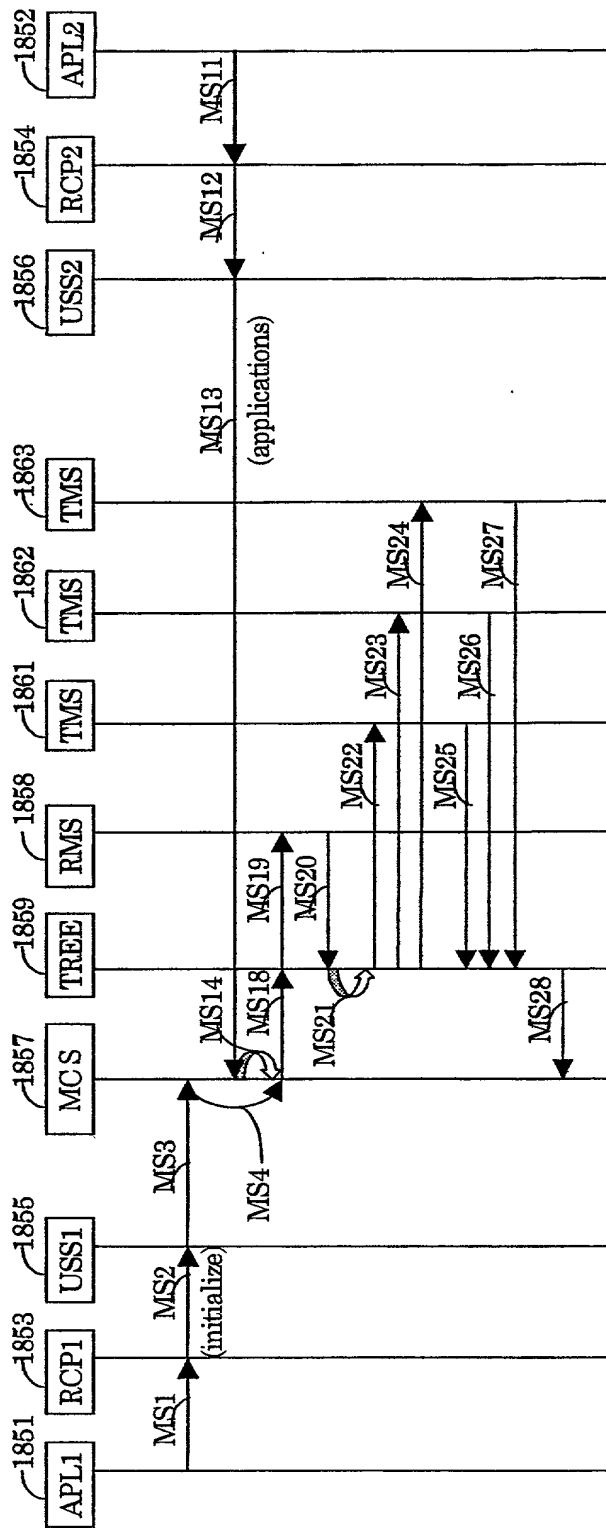 1851
1853
1855
1857
1859
1858
1861
1862
1863
1856
1854
1852
APL1
RCP1
USS1
MCS
TREE
RMS
TMS
TMS
TMS
USS2
RCP2
APL2
MS1
MS2
(initialize)
MS3
MS4
MS11
MS12
MS13
(applications)
MS14
MS18
MS19
MS20
MS21
MS22
MS23
MS24
MS25
MS26
MS27
MS28